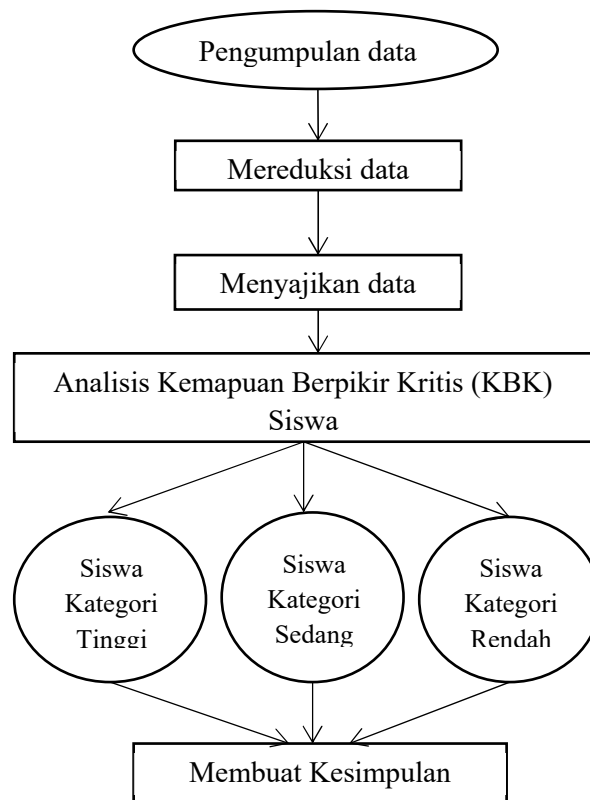 Pengumpulan data
Mereduksi data
Menyajikan data
Analisis Kemapuan Berpikir Kritis (KBK)
Siswa
Siswa
Kategori
Tinggi
Siswa
Kategori
Sedang
Siswa
Kategori
Rendah
Membuat Kesimpulan